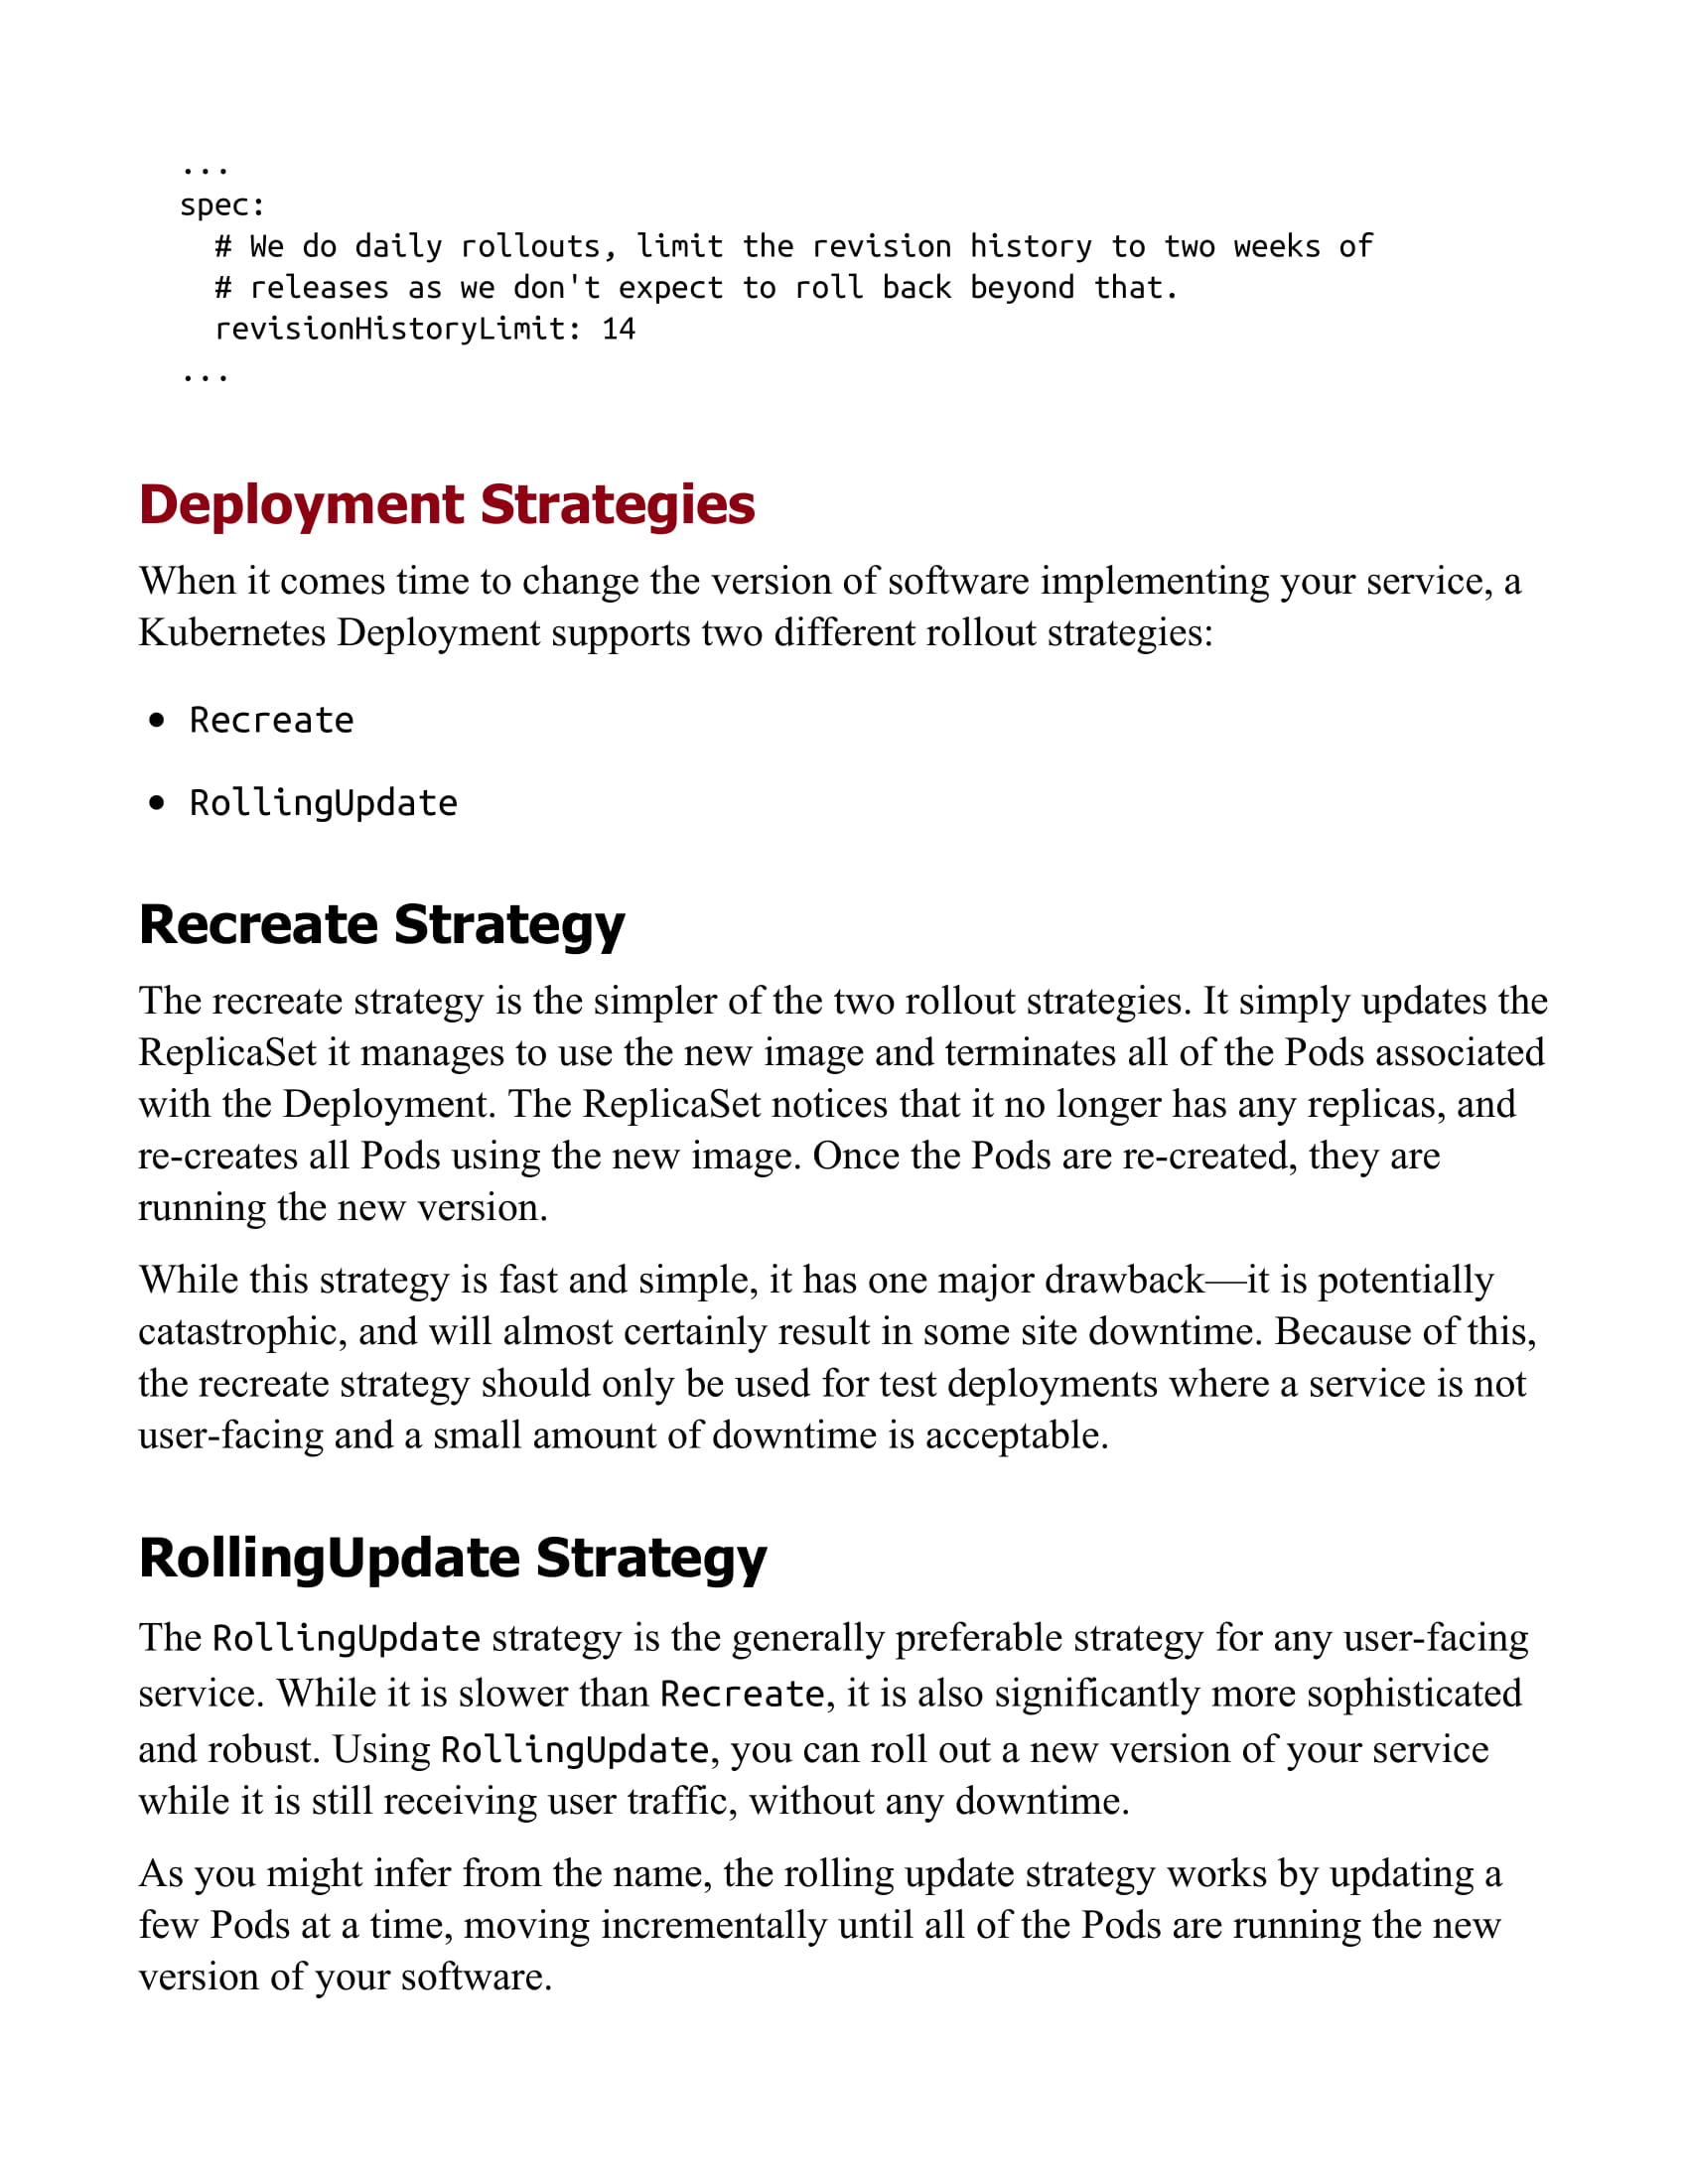 ...
spec:
  # We do daily rollouts, limit the revision history to two weeks of
  # releases as we don't expect to roll back beyond that.
  revisionHistoryLimit: 14
...
Deployment Strategies
When it comes time to change the version of software implementing your service, a
Kubernetes Deployment supports two different rollout strategies:
• Recreate
• RollingUpdate
Recreate Strategy
The recreate strategy is the simpler of the two rollout strategies. It simply updates the
ReplicaSet it manages to use the new image and terminates all of the Pods associated
with the Deployment. The ReplicaSet notices that it no longer has any replicas, and
re-creates all Pods using the new image. Once the Pods are re-created, they are
running the new version.
While this strategy is fast and simple, it has one major drawback—it is potentially
catastrophic, and will almost certainly result in some site downtime. Because of this,
the recreate strategy should only be used for test deployments where a service is not
user-facing and a small amount of downtime is acceptable.
RollingUpdate Strategy
The RollingUpdate strategy is the generally preferable strategy for any user-facing
service. While it is slower than Recreate, it is also significantly more sophisticated
and robust. Using RollingUpdate, you can roll out a new version of your service
while it is still receiving user traffic, without any downtime.
As you might infer from the name, the rolling update strategy works by updating a
few Pods at a time, moving incrementally until all of the Pods are running the new
version of your software.